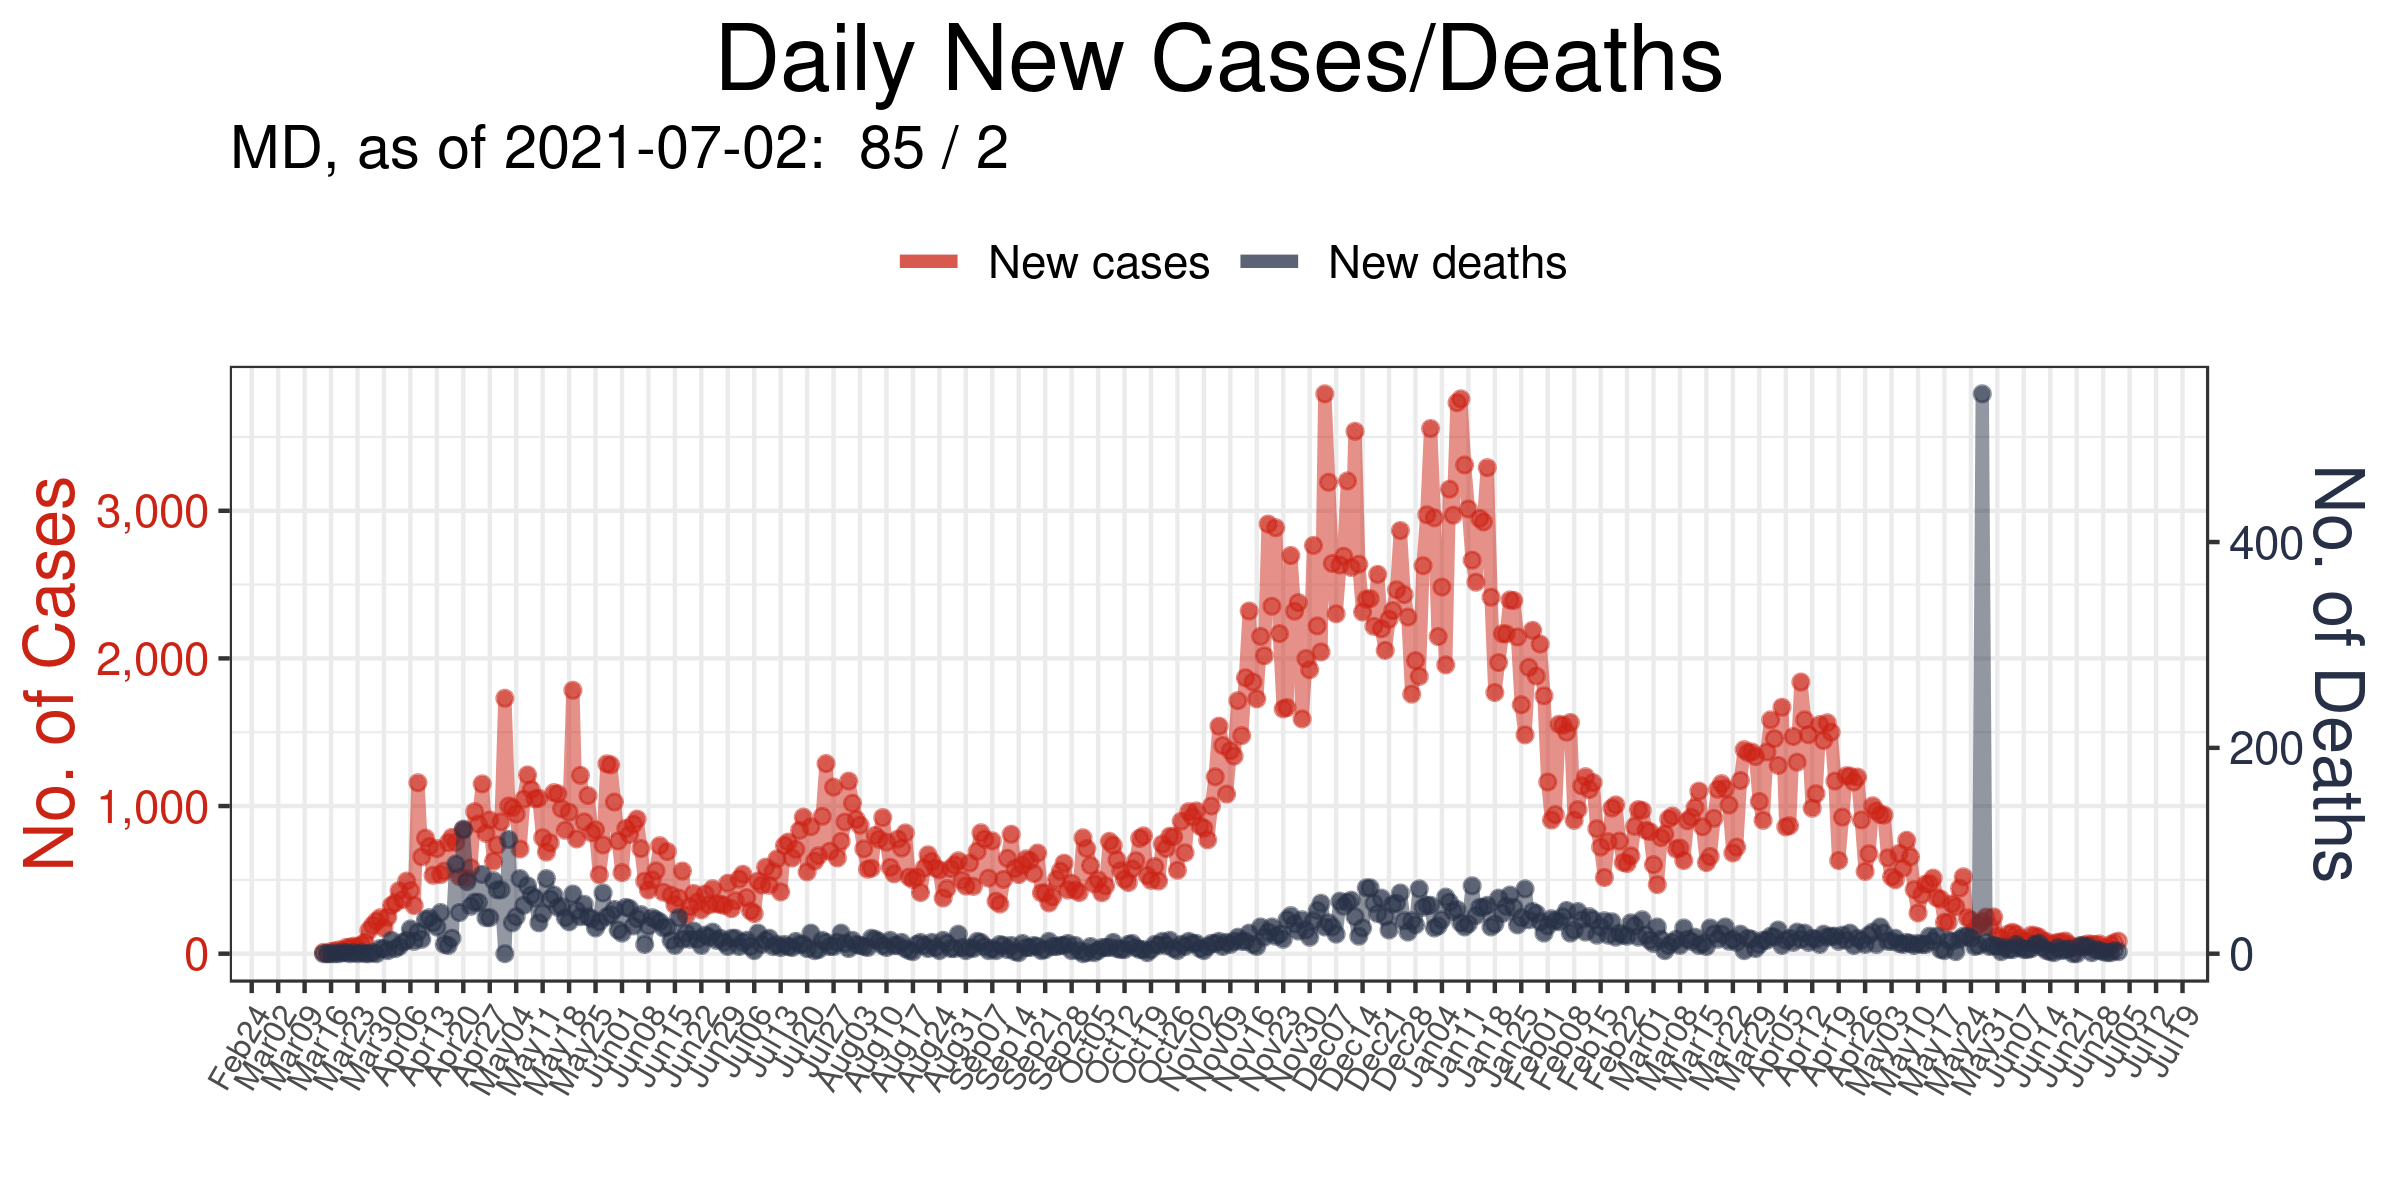 Daily New Cases/Deaths
MD, as of 2021-07-02:  85 / 2
New cases
New deaths
No. of Cases
3,000
2,000
1,000
0
No. of Deaths
400
200
0
Feb24
Mar02
Mar09
Mar16
Mar23
Mar30
Apr06
Apr13
Apr20
Apr27
May04
May11
May18
May25
Jun01
Jun08
Jun15
Jun22
Jun29
Jul06
Jul13
Jul20
Jul27
Aug03
Aug10
Aug17
Aug24
Aug31
Sep07
Sep14
Sep21
Sep28
Oct05
Oct12
Oct19
Oct26
Nov02
Nov09
Nov16
Nov23
Nov30
Dec07
Dec14
Dec21
Dec28
Jan04
Jan11
Jan18
Jan25
Feb01
Feb08
Feb15
Feb22
Mar01
Mar08
Mar15
Mar22
Mar29
Apr05
Apr12
Apr19
Apr26
May03
May10
May17
May24
May31
Jun07
Jun14
Jun21
Jun28
Jul05
Jul12
Jul19